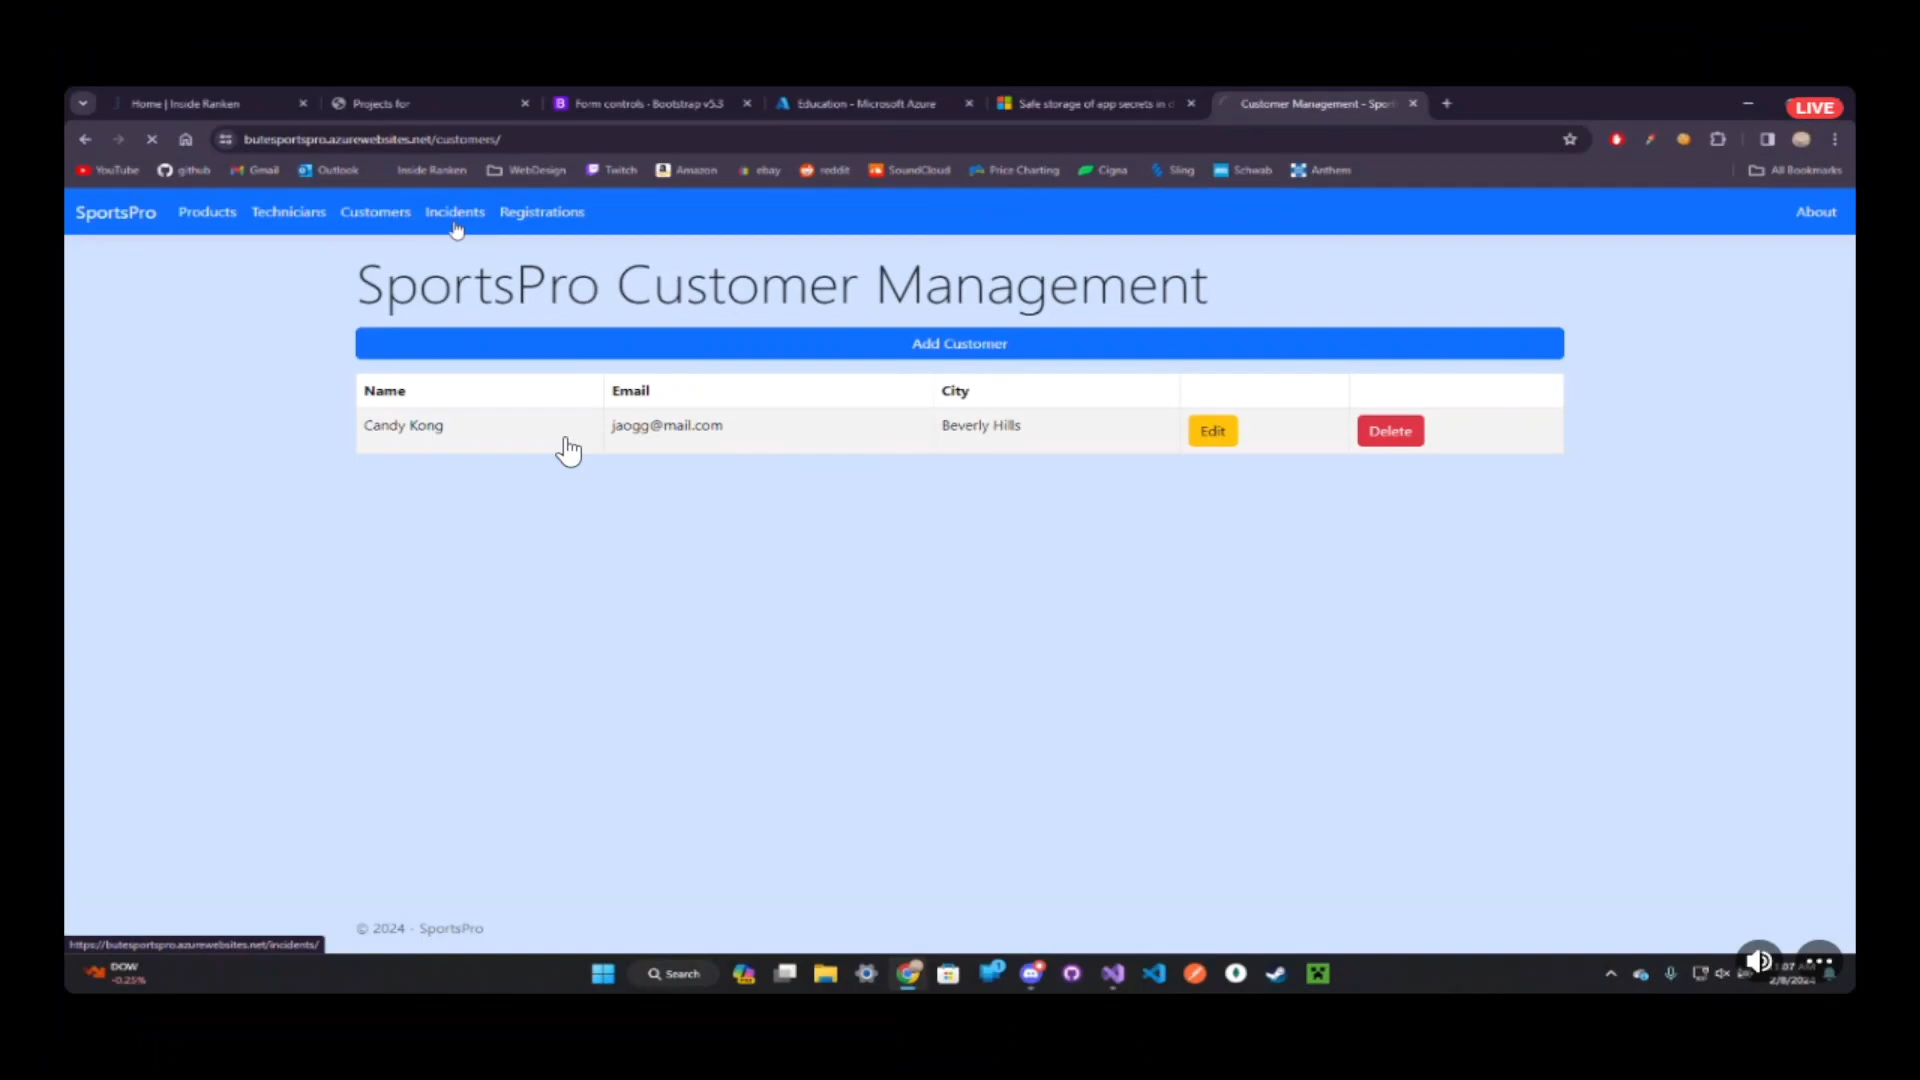 Home | Inside Ranken
Projects for
Form controls · Bootstrap v5.3
Education - Microsoft Azure
Safe storage of app secrets in
Customer Management - Spor
LIVE
butesportspro.azurewebsites.net/customers/
YouTube github Gmail Outlook Inside Ranken WebDesign Twitch Amazon ebay reddit SoundCloud Price Charting Cigna Sling Schwab Anthem All Bookmarks
SportsPro Products Technicians Customers Incidents Registrations About
SportsPro Customer Management
Add Customer
Name Email City
Candy Kong jaogg@mail.com Beverly Hills Edit Delete
© 2024 - SportsPro
https://butesportspro.azurewebsites.net/incidents/
DOW
-0.25%
Search